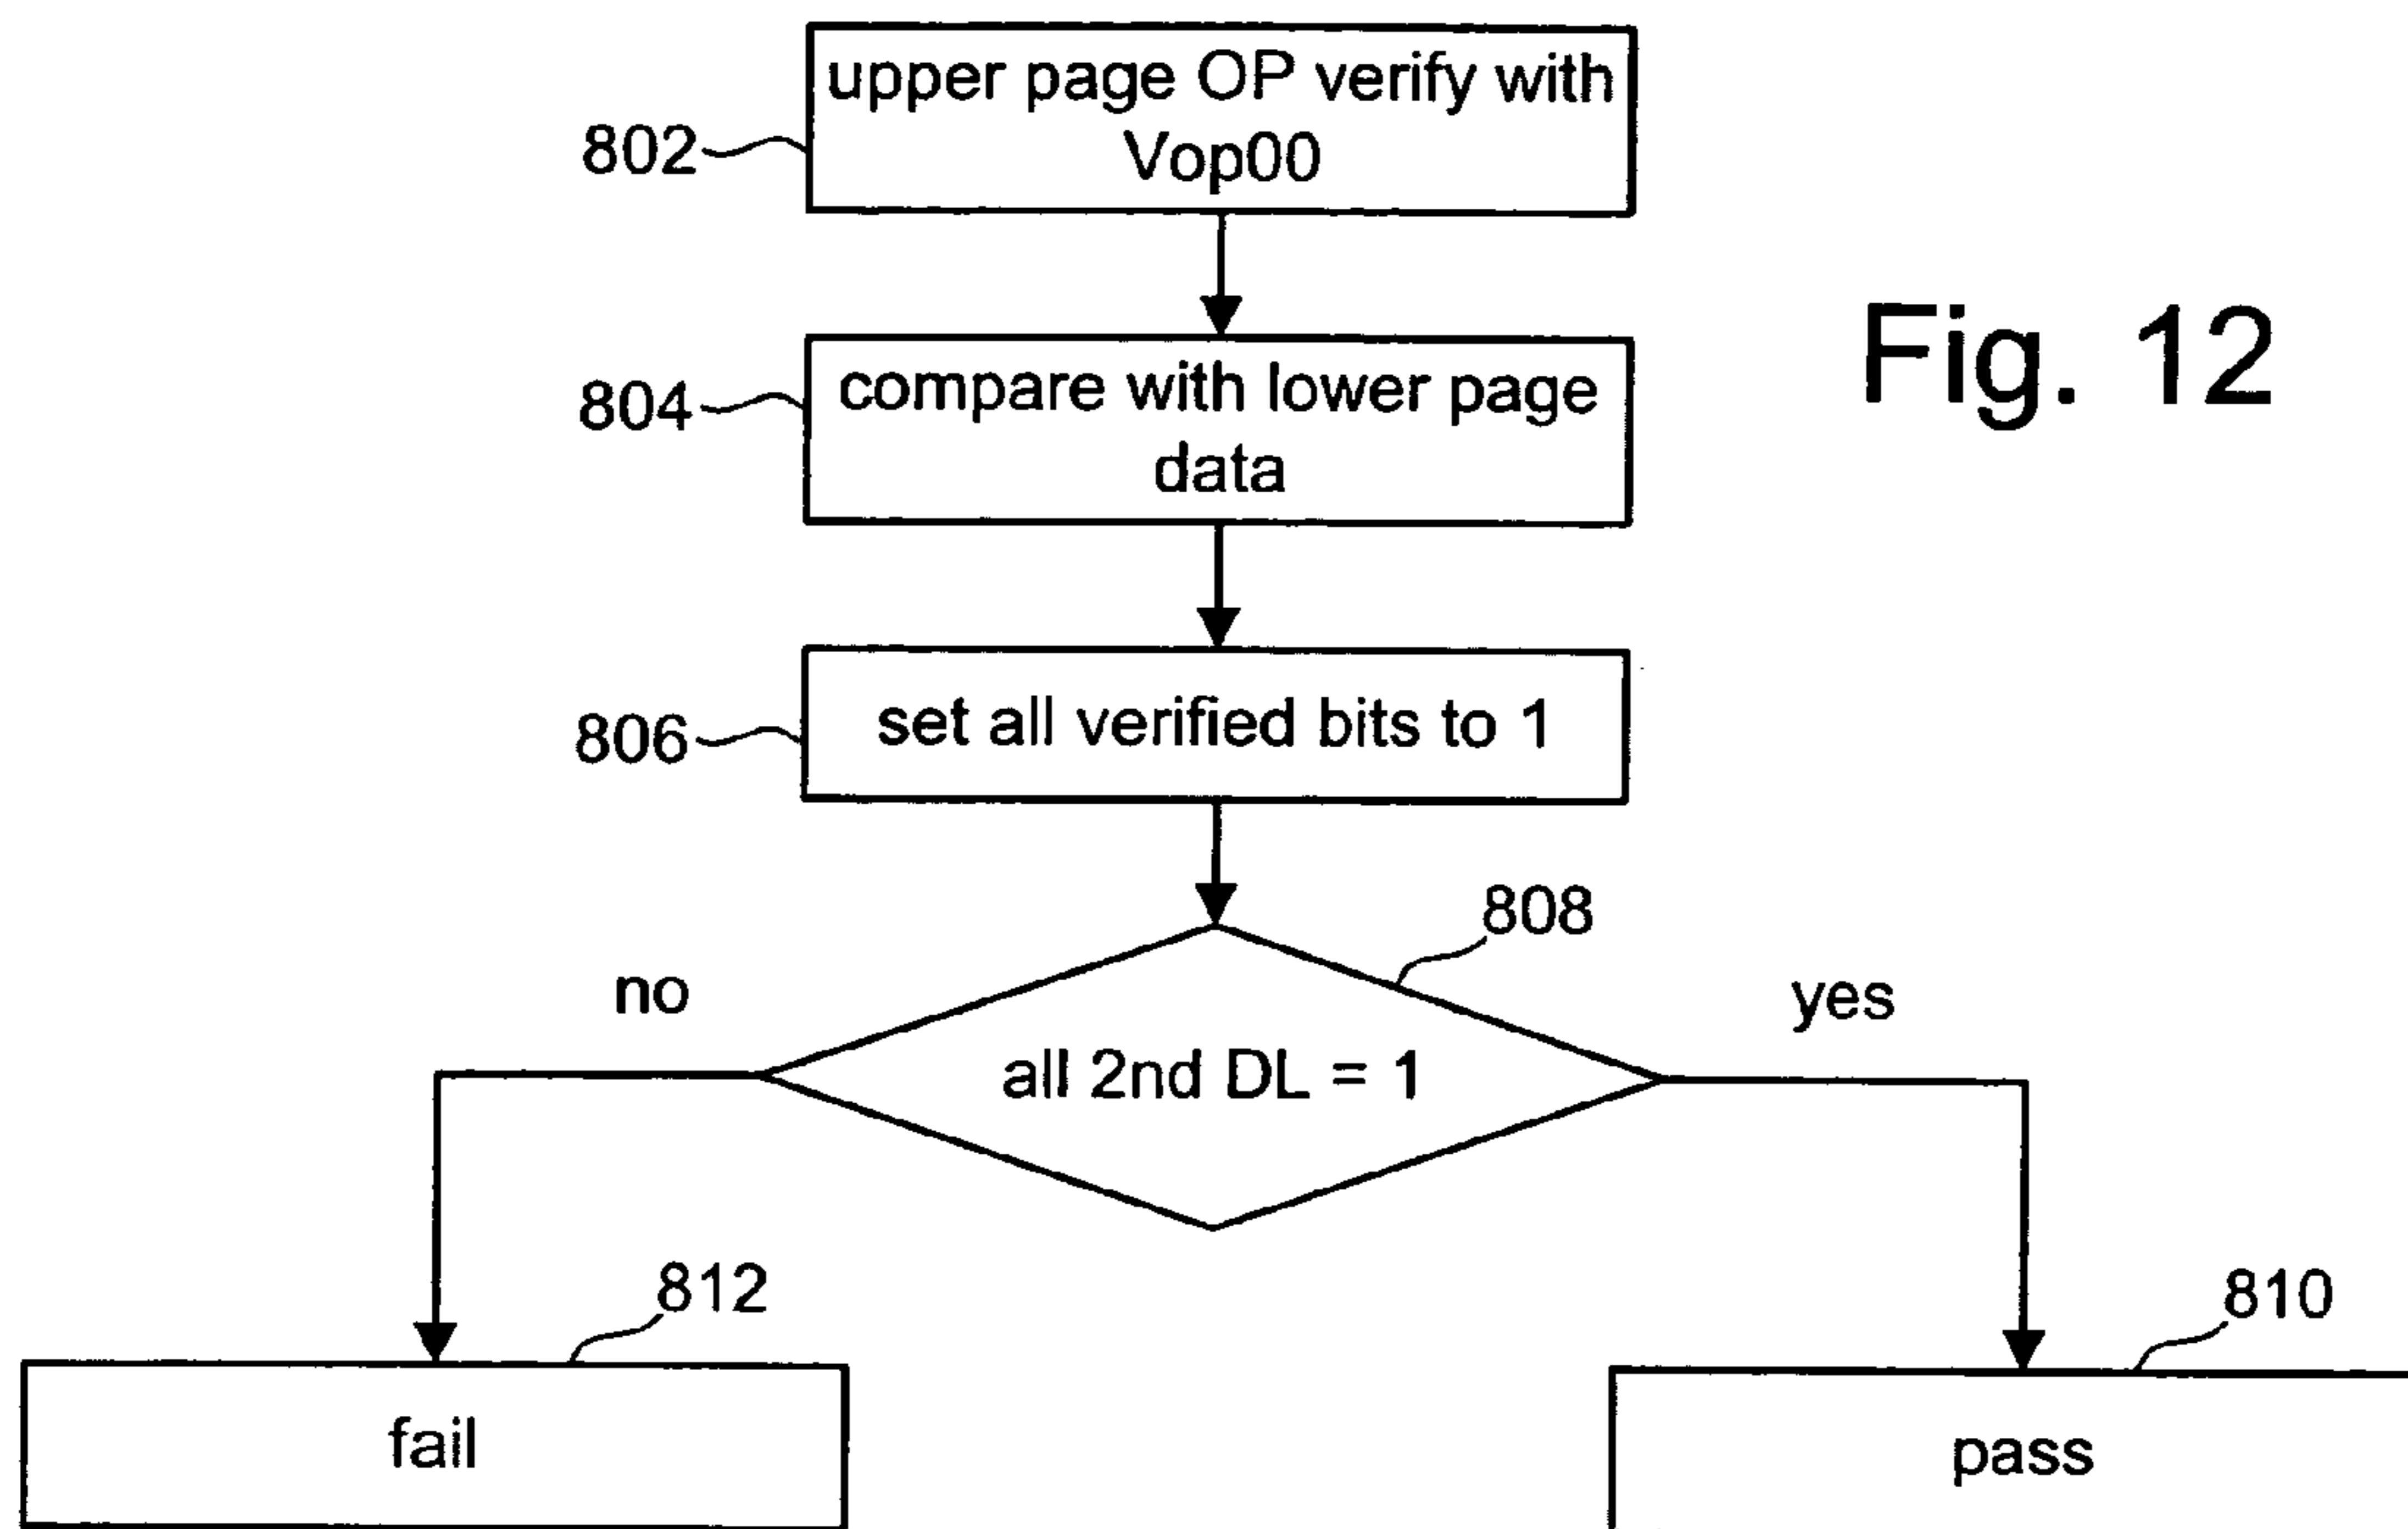 upper page OP verify with
Vop00
802
Fig. 12
compare with lower page
data
804
set all verified bits to 1
806
808
no
yes
all 2nd DL = 1
812
810
fail
pass